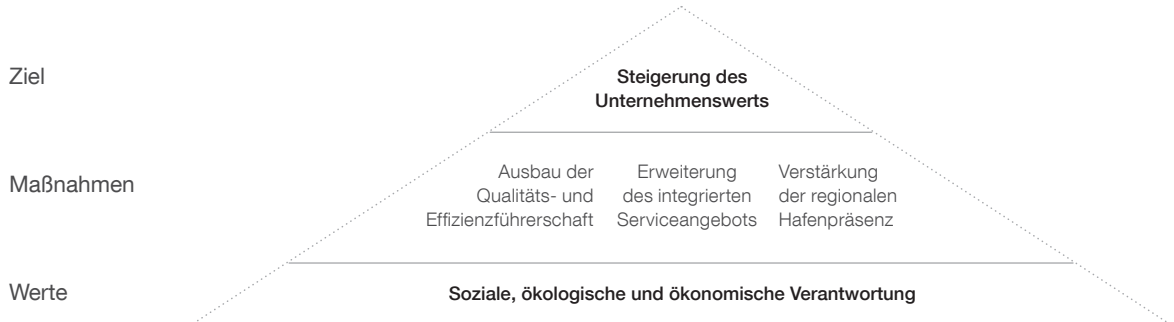 Ziel
Steigerung des
Unternehmenswerts
Maßnahmen
Ausbau der
Qualitäts- und
Effizienzführerschaft
Erweiterung
des integrierten
Serviceangebots
Verstärkung
der regionalen
Hafenpräsenz
Werte
Soziale, ökologische und ökonomische Verantwortung